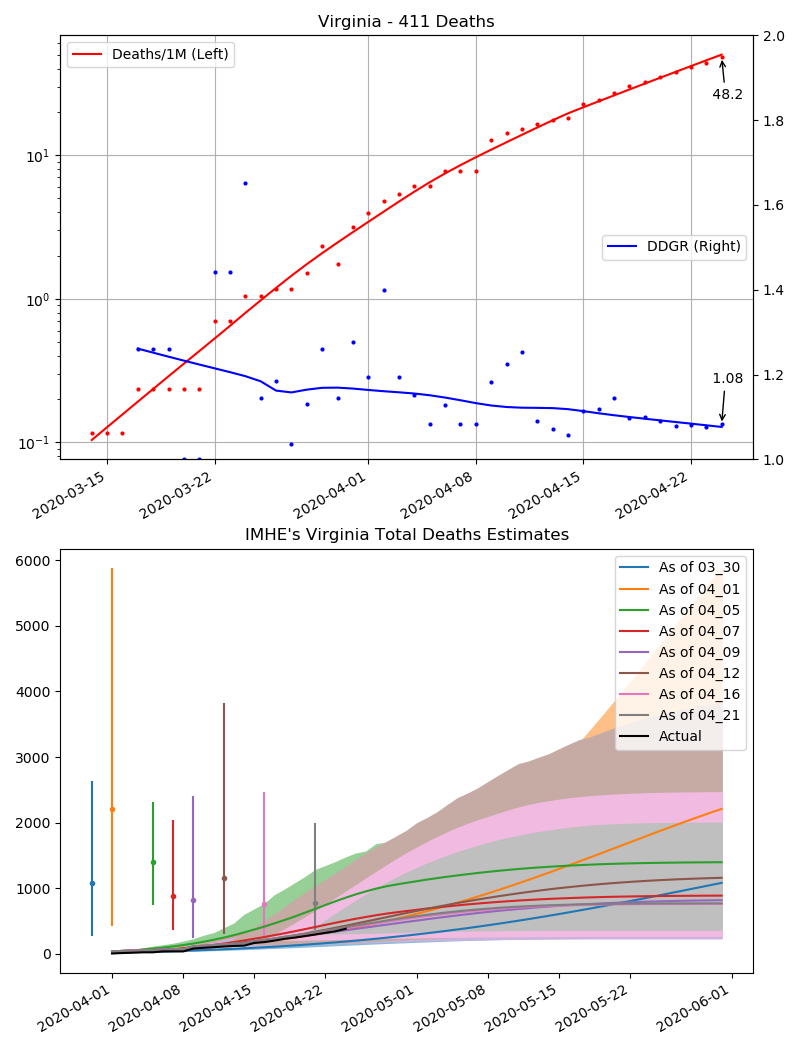 Virginia - 411 Deaths
Deaths/1M (Left)
2.0
1.8
1.6
1.4
1.2
1.0
10¹
10⁰
10⁻¹
48.2
DDGR (Right)
1.08
2020-03-15
2020-03-22
2020-04-01
2020-04-08
2020-04-15
2020-04-22
IMHE's Virginia Total Deaths Estimates
6000
5000
4000
3000
2000
1000
0
As of 03_30
As of 04_01
As of 04_05
As of 04_07
As of 04_09
As of 04_12
As of 04_16
As of 04_21
Actual
2020-04-01
2020-04-08
2020-04-15
2020-04-22
2020-05-01
2020-05-08
2020-05-15
2020-05-22
2020-06-01